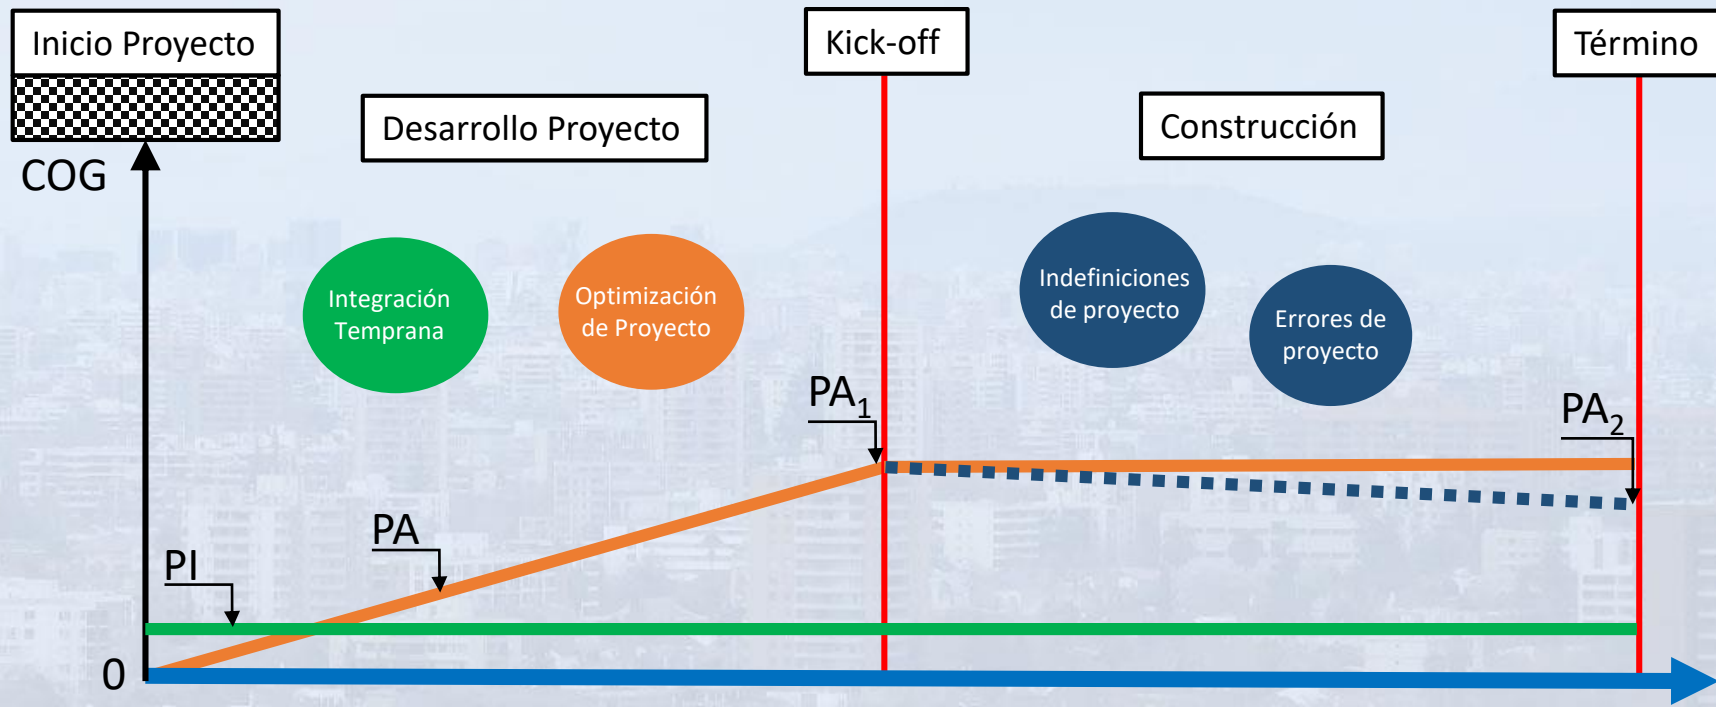 Inicio Proyecto
Kick-off
Término
Desarrollo Proyecto
Construcción
COG
Integración
Temprana
Optimización
de Proyecto
Indefiniciones
de proyecto
Errores de
proyecto
PA₁
PA₂
PA
PI
0